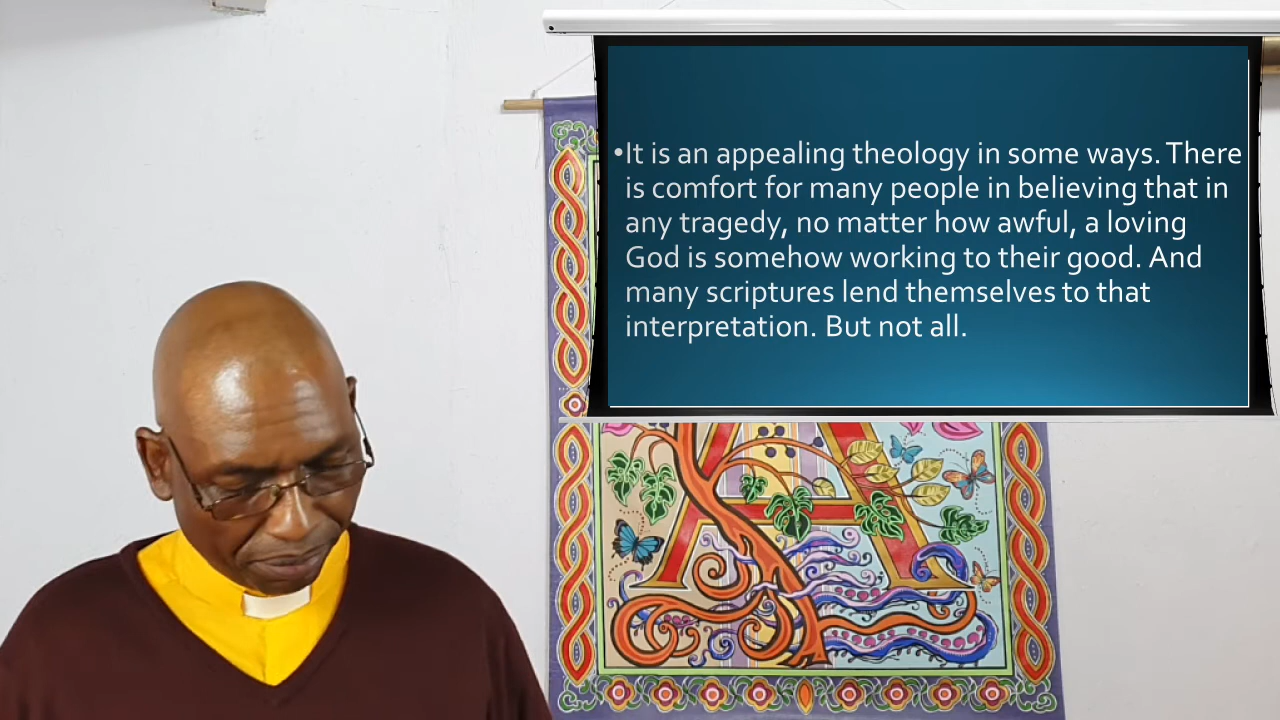 •It is an appealing theology in some ways. There
is comfort for many people in believing that in
any tragedy, no matter how awful, a loving
God is somehow working to their good. And
many scriptures lend themselves to that
interpretation. But not all.